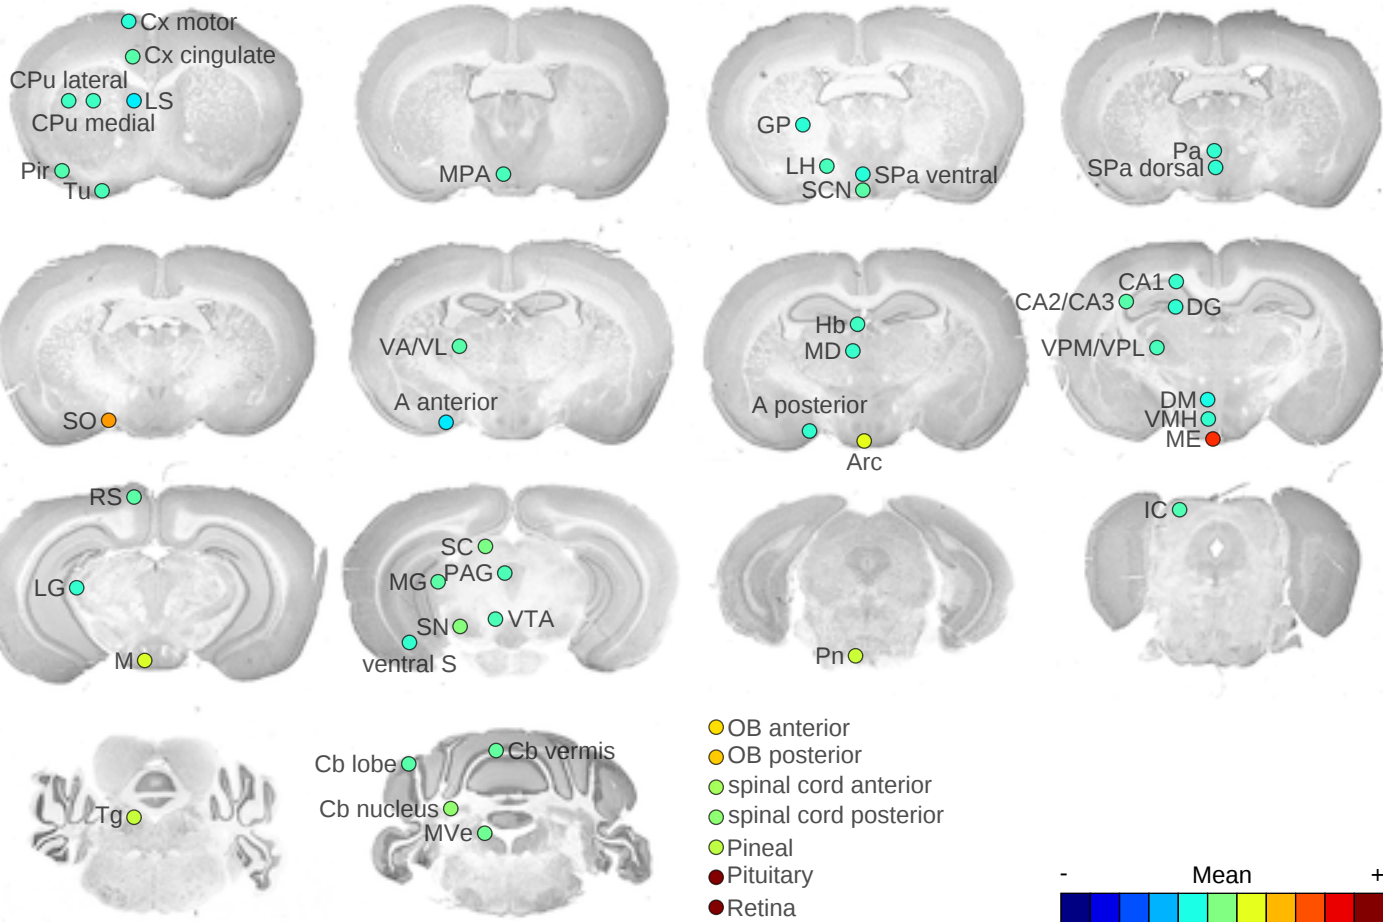 Cx motor
Cx cingulate
CPu lateral
LS
CPu medial
Pir
Tu
MPA
GP
LH
SPa ventral
SCN
Pa
SPa dorsal
SO
VA/VL
A anterior
Hb
MD
A posterior
Arc
CA1
CA2/CA3
DG
VPM/VPL
DM
VMH
ME
RS
LG
M
SC
MG
PAG
SN
VTA
ventral S
Pn
IC
Tg
Cb lobe
Cb vermis
Cb nucleus
MVe
OB anterior
OB posterior
spinal cord anterior
spinal cord posterior
Pineal
Pituitary
Retina
- Mean +